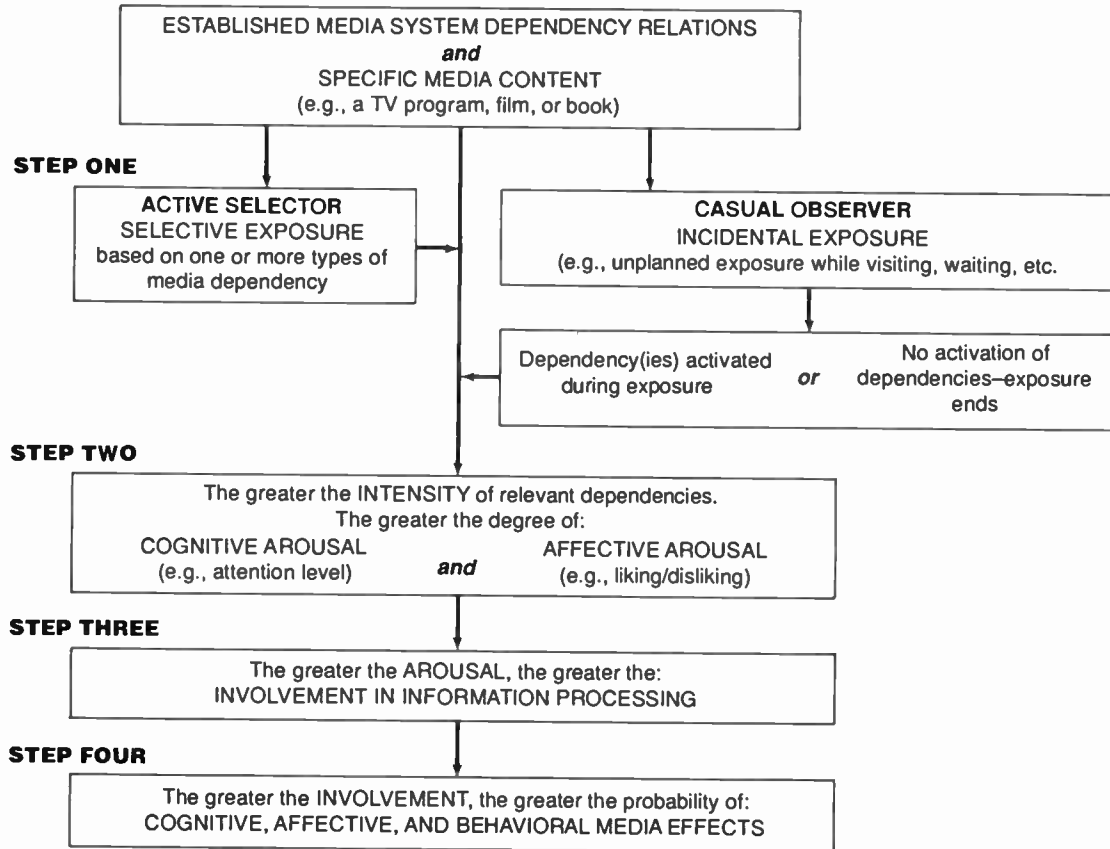 ESTABLISHED MEDIA SYSTEM DEPENDENCY RELATIONS
and
SPECIFIC MEDIA CONTENT
(e.g., a TV program, film, or book)
STEP ONE
ACTIVE SELECTOR
SELECTIVE EXPOSURE
based on one or more types of
media dependency
CASUAL OBSERVER
INCIDENTAL EXPOSURE
(e.g., unplanned exposure while visiting, waiting, etc.
Dependency(ies) activated
during exposure
or
No activation of
dependencies–exposure
ends
STEP TWO
The greater the INTENSITY of relevant dependencies.
The greater the degree of:
COGNITIVE AROUSAL
(e.g., attention level)
and
AFFECTIVE AROUSAL
(e.g., liking/disliking)
STEP THREE
The greater the AROUSAL, the greater the:
INVOLVEMENT IN INFORMATION PROCESSING
STEP FOUR
The greater the INVOLVEMENT, the greater the probability of:
COGNITIVE, AFFECTIVE, AND BEHAVIORAL MEDIA EFFECTS